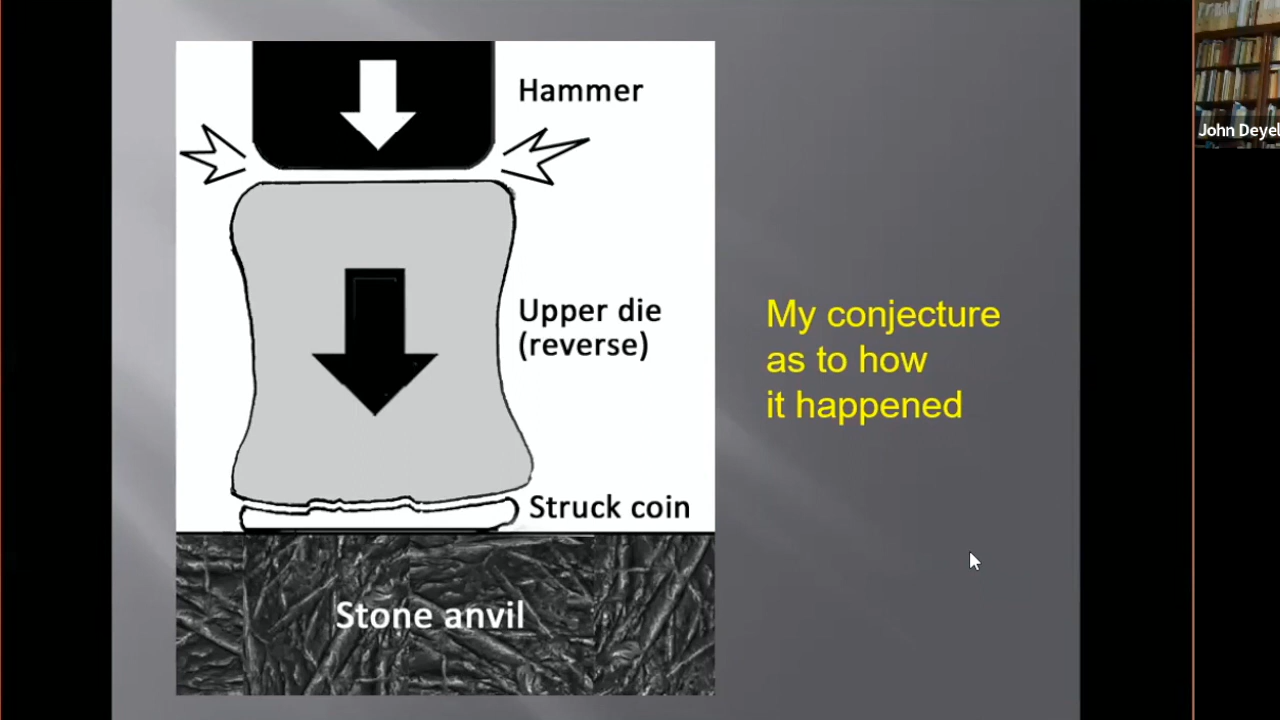 Hammer
Upper die
(reverse)
My conjecture
as to how
it happened
Struck coin
Stone anvil
John Deyel